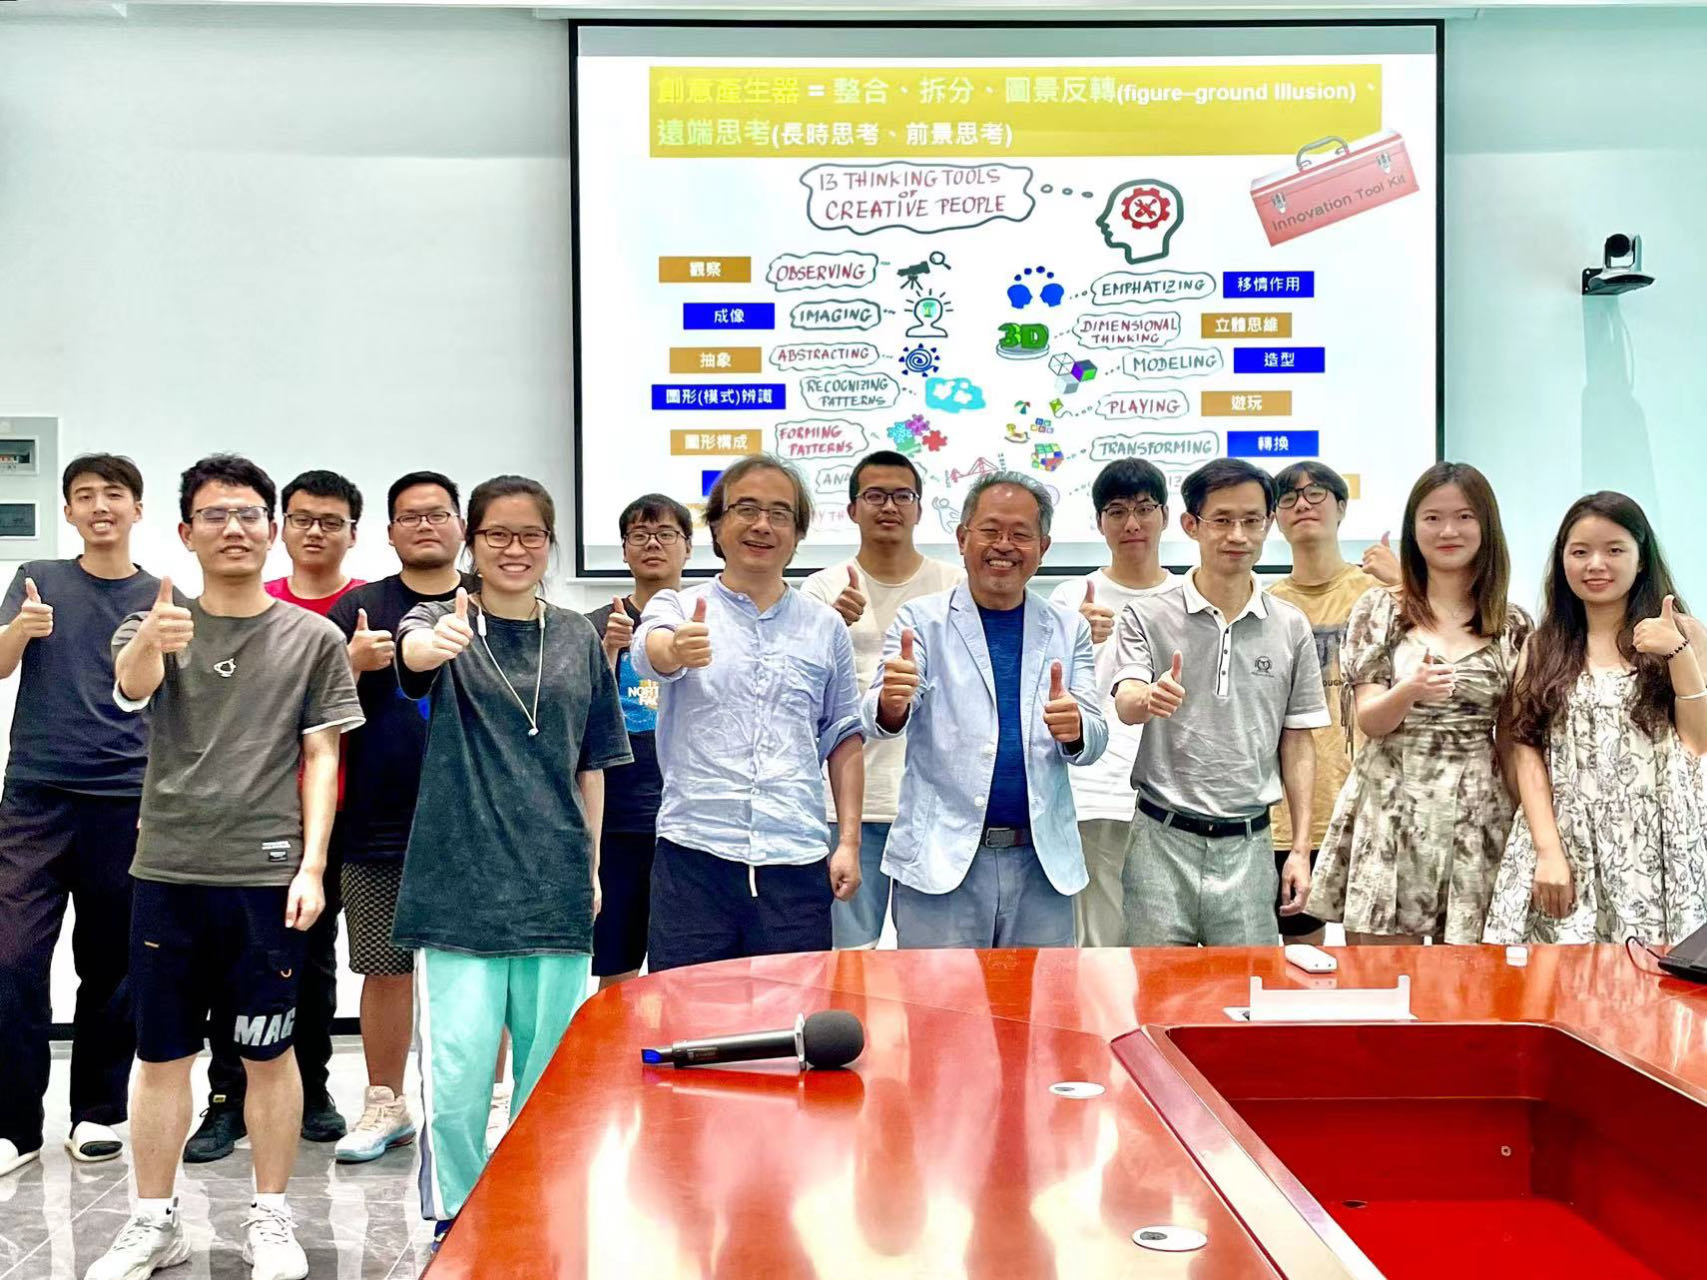 創意產生器 = 整合、拆分、圖景反轉(figure–ground Illusion)、
遠端思考(長時思考、前景思考)
13 THINKING TOOLS
OF
CREATIVE PEOPLE
Innovation Tool Kit
觀察
OBSERVING
成像
IMAGING
抽象
ABSTRACTING
圖形(模式)辨識
RECOGNIZING
PATTERNS
圖形構成
FORMING
PATTERNS
EMPHATIZING
移情作用
3D
DIMENSIONAL
THINKING
立體思維
MODELING
造型
PLAYING
遊玩
TRANSFORMING
轉換
MAG